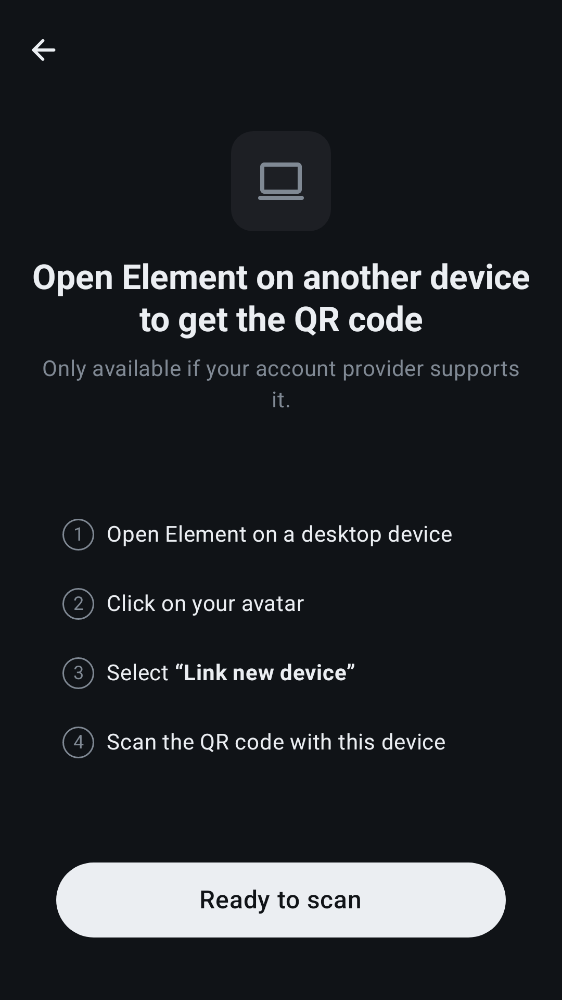 Open Element on another device
to get the QR code
Only available if your account provider supports
it.
1 Open Element on a desktop device
2 Click on your avatar
3 Select “Link new device”
4 Scan the QR code with this device
Ready to scan